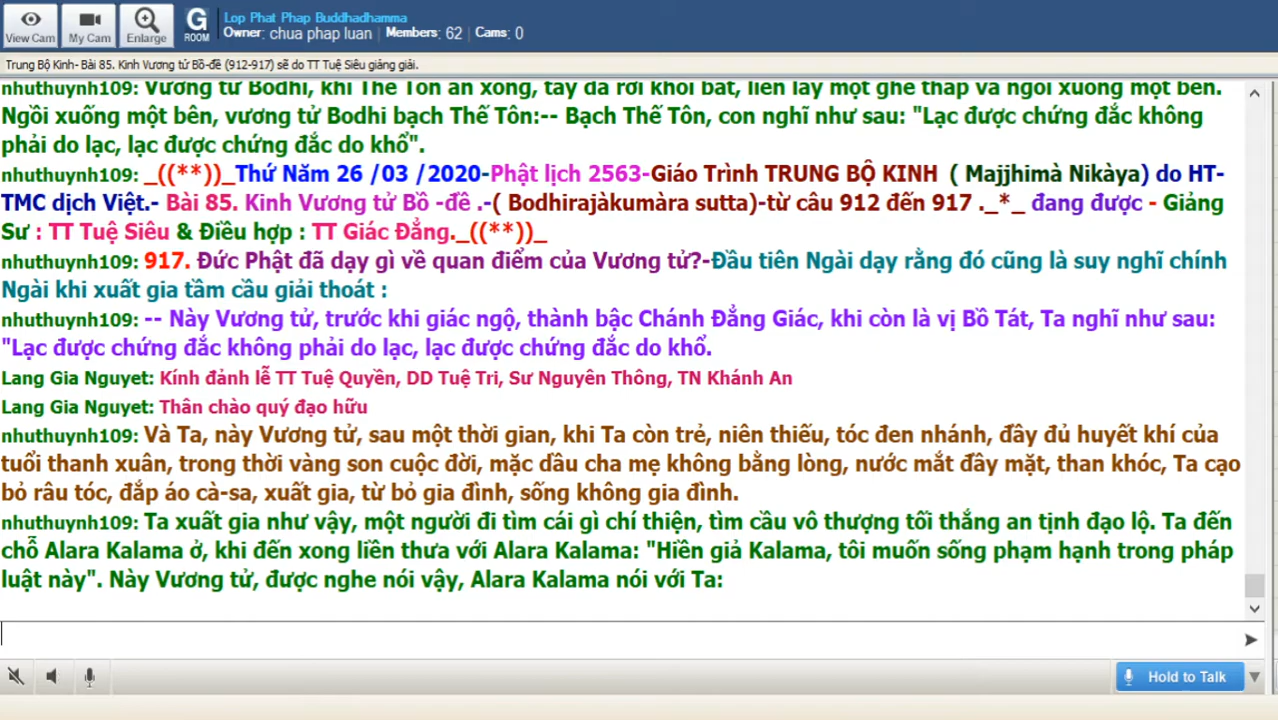 View Cam
My Cam
Enlarge
G
ROOM
Lop Phat Phap Buddhadhamma
Owner: chua phap luan | Members: 62 | Cams: 0
Trung Bộ Kinh- Bài 85. Kinh Vương tử Bồ-đề (912-917) sẽ do TT Tuệ Siêu giảng giải.
nhuthuynh109: Vương tử Bodhi, khi Thế Tôn ăn xong, tay đã rời khỏi bát, liền lấy một ghế thấp và ngồi xuống một bên.
Ngồi xuống một bên, vương tử Bodhi bạch Thế Tôn:-- Bạch Thế Tôn, con nghĩ như sau: "Lạc được chứng đắc không
phải do lạc, lạc được chứng đắc do khổ".
nhuthuynh109: _((**))_Thứ Năm 26 /03 /2020-Phật lịch 2563-Giáo Trình TRUNG BỘ KINH ( Majjhimà Nikàya) do HT-
TMC dịch Việt.- Bài 85. Kinh Vương tử Bồ -đề .-( Bodhirajàkumàra sutta)-từ câu 912 đến 917 ._*_ đang được - Giảng
Sư : TT Tuệ Siêu & Điều hợp : TT Giác Đẳng._((**))_
nhuthuynh109: 917. Đức Phật đã dạy gì về quan điểm của Vương tử?-Đầu tiên Ngài dạy rằng đó cũng là suy nghĩ chính
Ngài khi xuất gia tầm cầu giải thoát :
nhuthuynh109: -- Này Vương tử, trước khi giác ngộ, thành bậc Chánh Đẳng Giác, khi còn là vị Bồ Tát, Ta nghĩ như sau:
"Lạc được chứng đắc không phải do lạc, lạc được chứng đắc do khổ.
Lang Gia Nguyet: Kính đảnh lễ TT Tuệ Quyền, DD Tuệ Tri, Sư Nguyên Thông, TN Khánh An
Lang Gia Nguyet: Thân chào quý đạo hữu
nhuthuynh109: Và Ta, này Vương tử, sau một thời gian, khi Ta còn trẻ, niên thiếu, tóc đen nhánh, đầy đủ huyết khí của
tuổi thanh xuân, trong thời vàng son cuộc đời, mặc dầu cha mẹ không bằng lòng, nước mắt đầy mặt, than khóc, Ta cạo
bỏ râu tóc, đắp áo cà-sa, xuất gia, từ bỏ gia đình, sống không gia đình.
nhuthuynh109: Ta xuất gia như vậy, một người đi tìm cái gì chí thiện, tìm cầu vô thượng tối thắng an tịnh đạo lộ. Ta đến
chỗ Alara Kalama ở, khi đến xong liền thưa với Alara Kalama: "Hiền giả Kalama, tôi muốn sống phạm hạnh trong pháp
luật này". Này Vương tử, được nghe nói vậy, Alara Kalama nói với Ta:
Hold to Talk